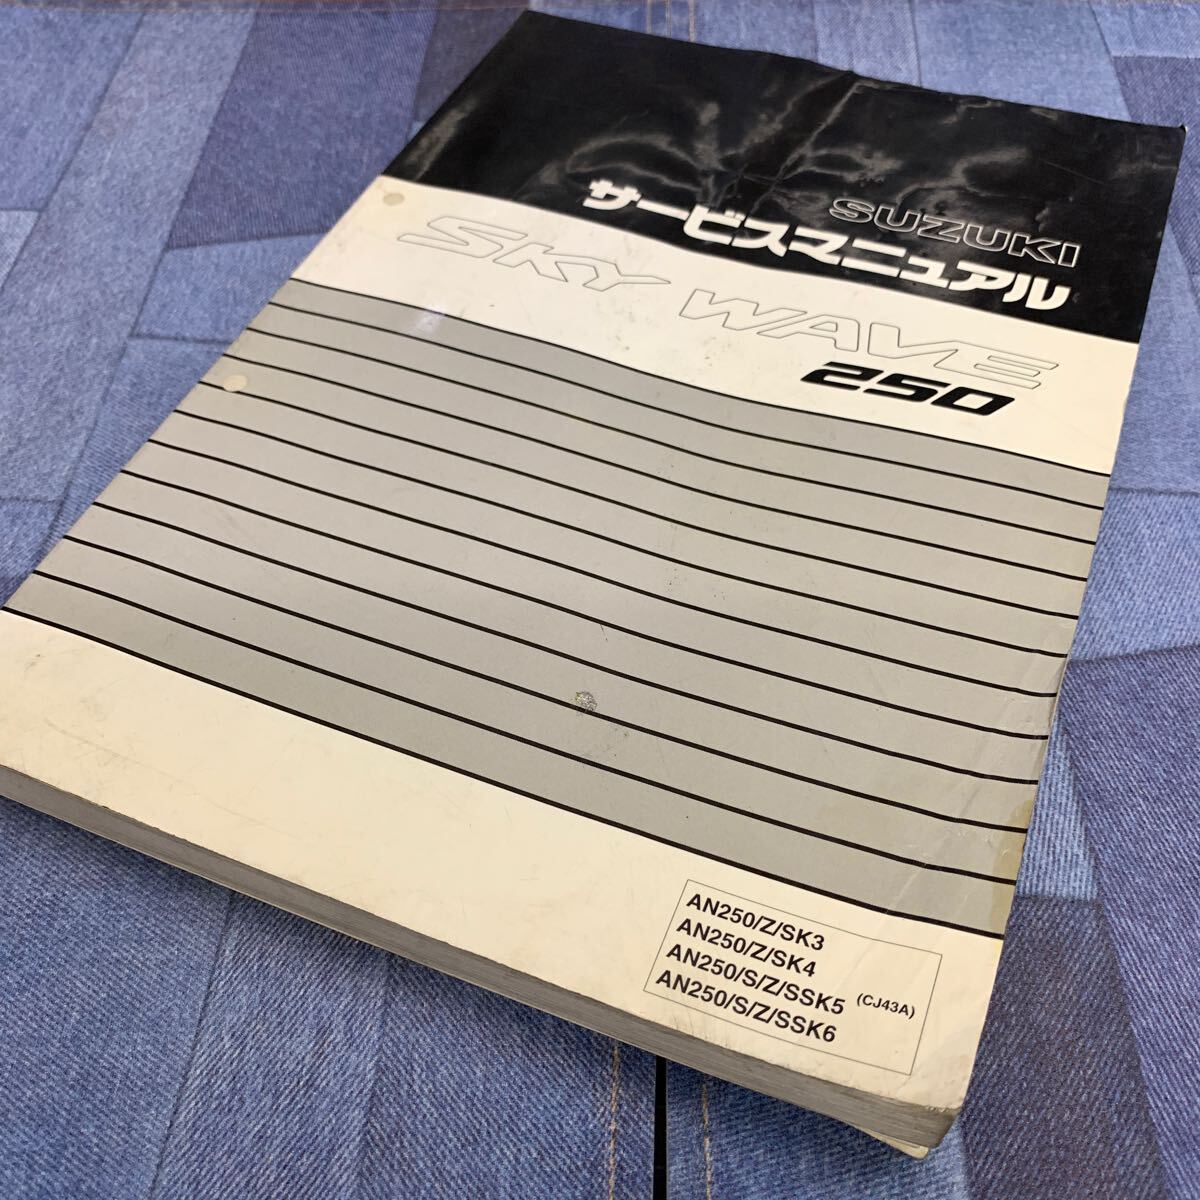 SUZUKI
サービスマニュアル
SKY WAVE
250
AN250/Z/SK3
AN250/Z/SK4
AN250/S/Z/SSK5 (CJ43A)
AN250/S/Z/SSK6